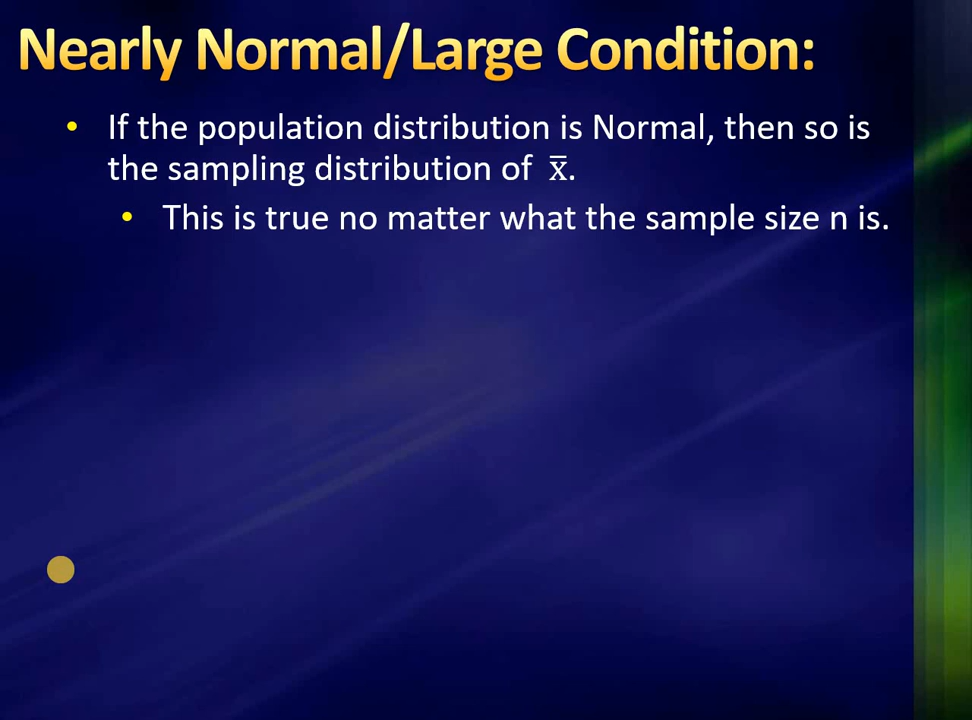 Nearly Normal/Large Condition:
• If the population distribution is Normal, then so is
the sampling distribution of x̅.
• This is true no matter what the sample size n is.